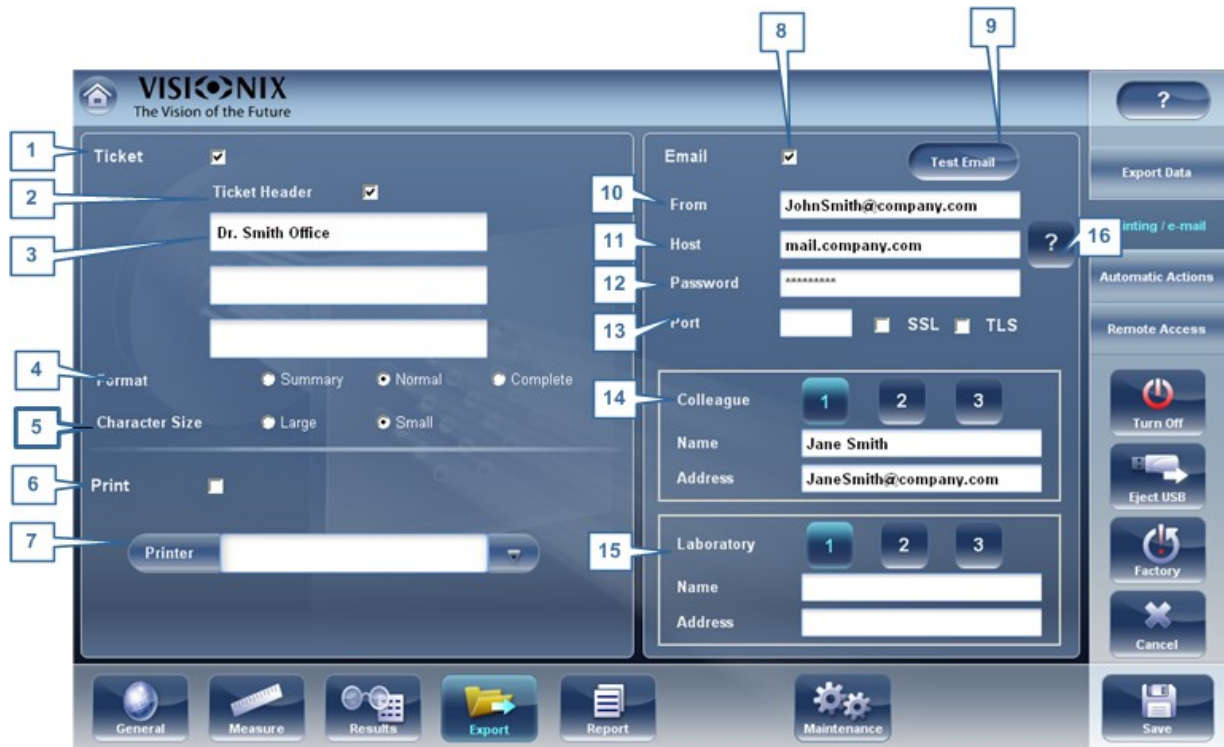 8
9
VISIONIX
The Vision of the Future
?
1
Ticket
2
Ticket Header
3
Dr. Smith Office
4
Format
Summary
Normal
Complete
5
Character Size
Large
Small
6
Print
7
Printer
Email
Test Email
10
From
JohnSmith@company.com
11
Host
mail.company.com
?
16
12
Password
*********
13
Port
SSL
TLS
14
Colleague
1
2
3
Name
Jane Smith
Address
JaneSmith@company.com
15
Laboratory
1
2
3
Name
Address
Export Data
inting / e-mail
Automatic Actions
Remote Access
Turn Off
Eject USB
Factory
Cancel
General
Measure
Results
Export
Report
Maintenance
Save